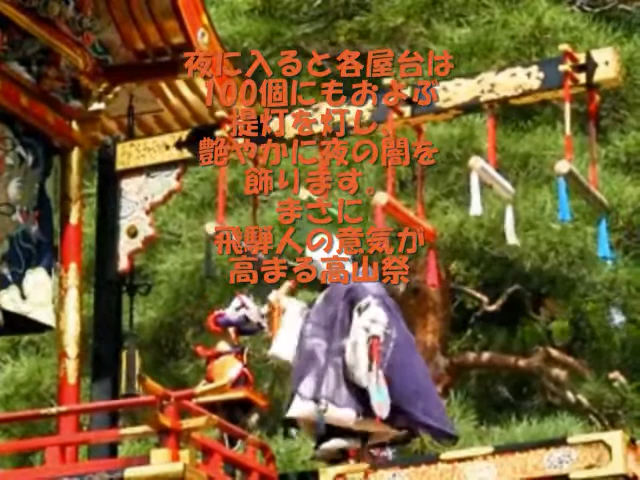 夜に入ると各屋台は
100個にもおよぶ
提灯を灯し、
艶やかに夜の闇を
飾ります。
まさに
飛騨人の意気が
高まる高山祭